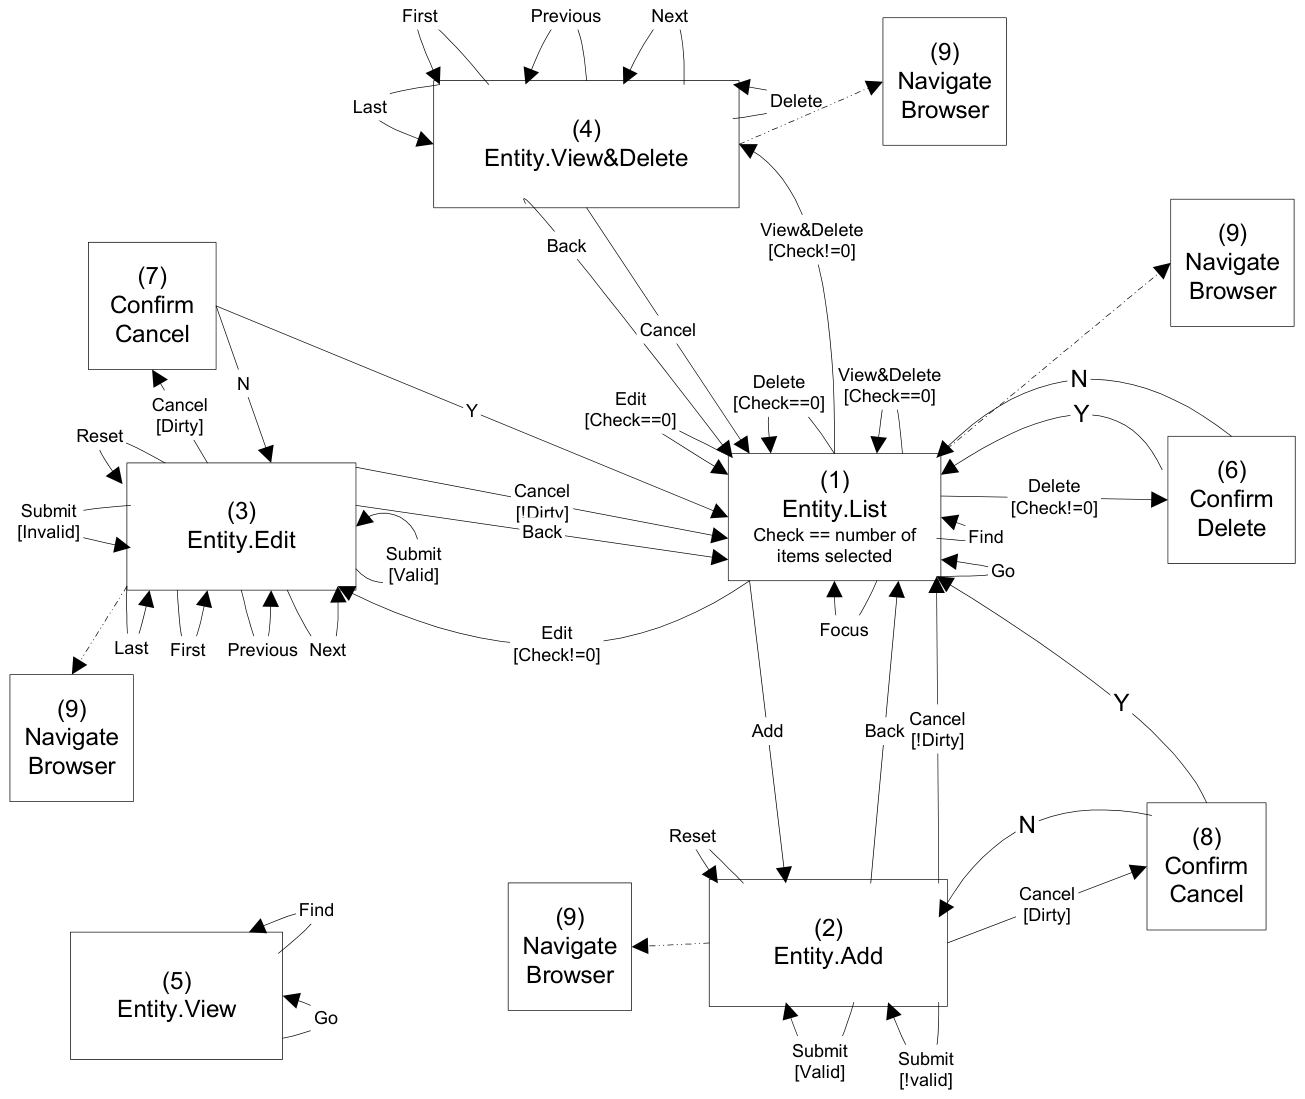 First
Previous
Next
(9)
Navigate
Browser
Last
Delete
(4)
Entity.View&Delete
Back
View&Delete
[Check!=0]
(9)
Navigate
Browser
(7)
Confirm
Cancel
Cancel
N
Y
Cancel
[Dirty]
Reset
Edit
[Check==0]
Delete
[Check==0]
View&Delete
[Check==0]
N
Y
(1)
Entity.List
Check == number of
items selected
Delete
[Check!=0]
(6)
Confirm
Delete
Find
Go
Submit
[Invalid]
(3)
Entity.Edit
Cancel
[!Dirty]
Back
Submit
[Valid]
Last
First
Previous
Next
Edit
[Check!=0]
Focus
(9)
Navigate
Browser
Add
Back
Cancel
[!Dirty]
Y
N
(8)
Confirm
Cancel
Reset
Cancel
[Dirty]
(9)
Navigate
Browser
(2)
Entity.Add
Find
(5)
Entity.View
Go
Submit
[Valid]
Submit
[!valid]